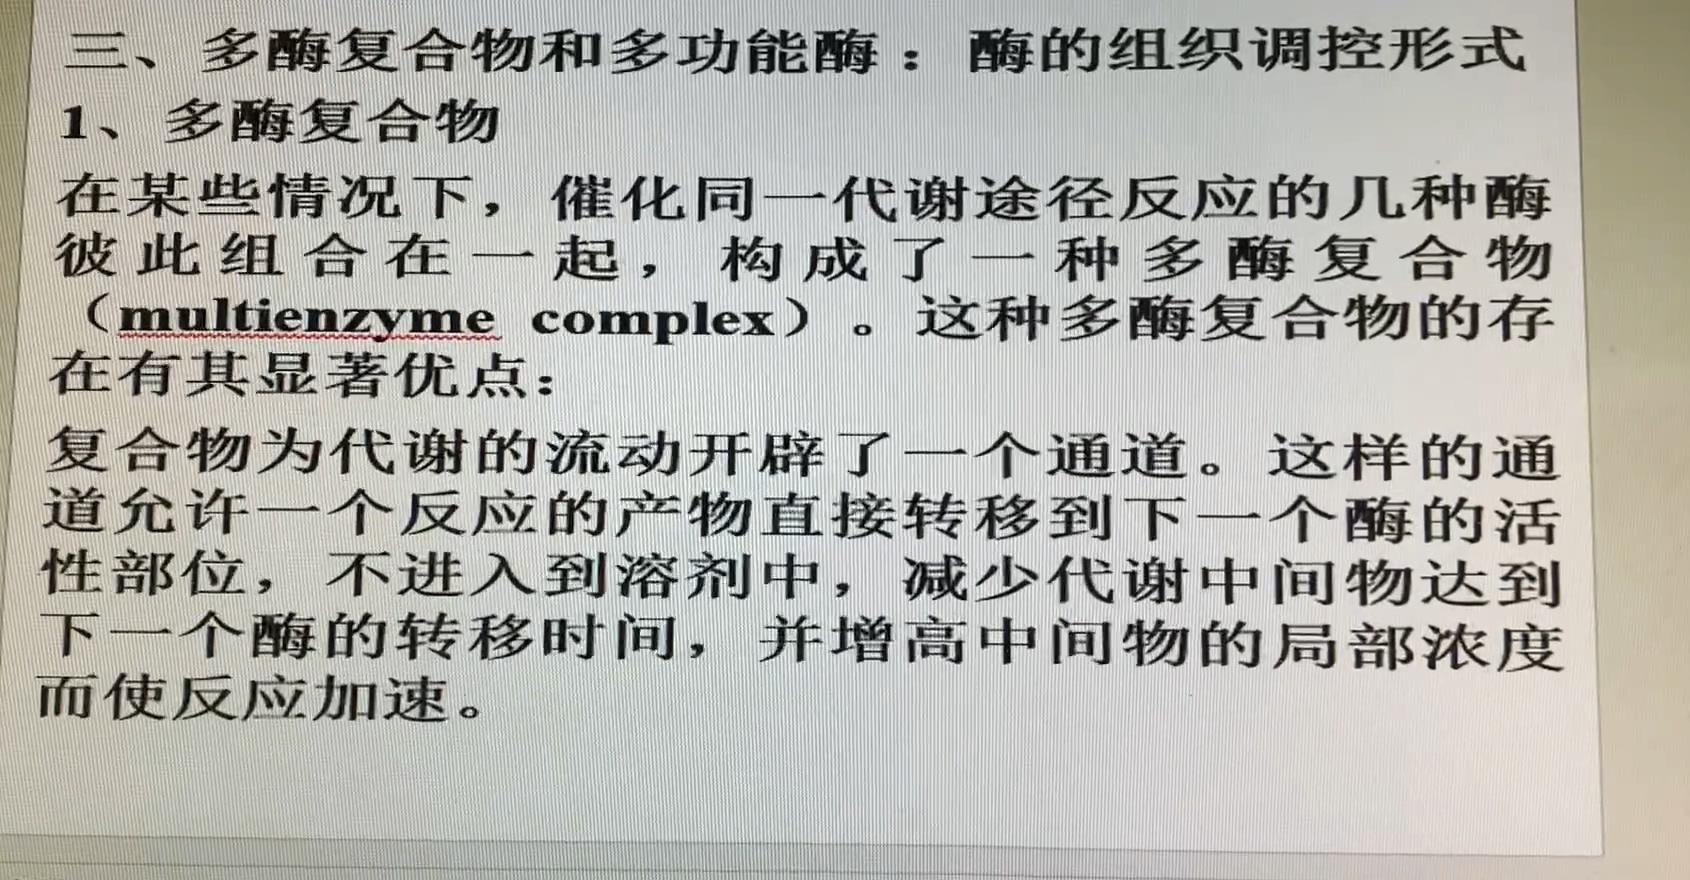 三、多酶复合物和多功能酶：酶的组织调控形式
1、多酶复合物
在某些情况下，催化同一代谢途径反应的几种酶
彼此组合在一起，构成了一种多酶复合物
（multienzyme complex）。这种多酶复合物的存
在有其显著优点：
复合物为代谢的流动开辟了一个通道。这样的通
道允许一个反应的产物直接转移到下一个酶的活
性部位，不进入到溶剂中，减少代谢中间物达到
下一个酶的转移时间，并增高中间物的局部浓度
而使反应加速。